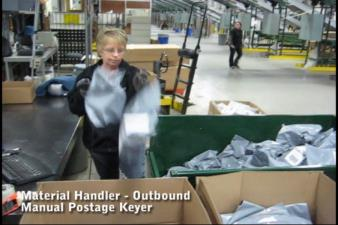 Material Handler - Outbound
Manual Postage Keyer